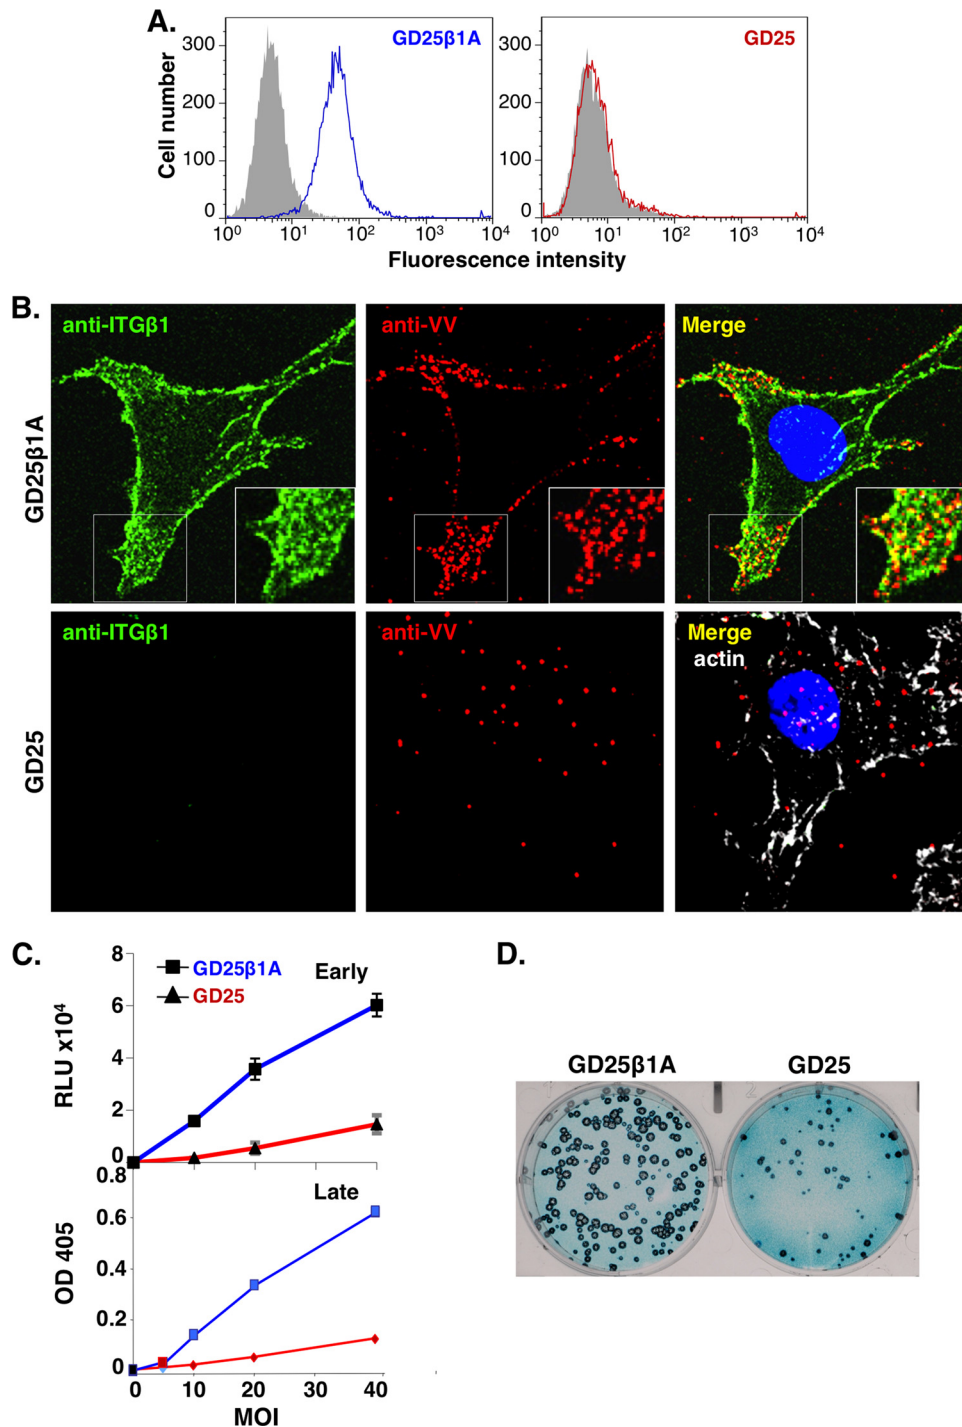 A.
GD25β1A
GD25
Cell number
300
200
100
0
300
200
100
0
10⁰ 10¹ 10² 10³ 10⁴
10⁰ 10¹ 10² 10³ 10⁴
Fluorescence intensity
B.
GD25β1A
anti-ITGβ1
anti-VV
Merge
GD25
anti-ITGβ1
anti-VV
Merge
actin
C.
GD25β1A
GD25
Early
RLU x10⁴
8
6
4
2
0
Late
OD 405
0.8
0.6
0.4
0.2
0
0 10 20 30 40
MOI
D.
GD25β1A
GD25